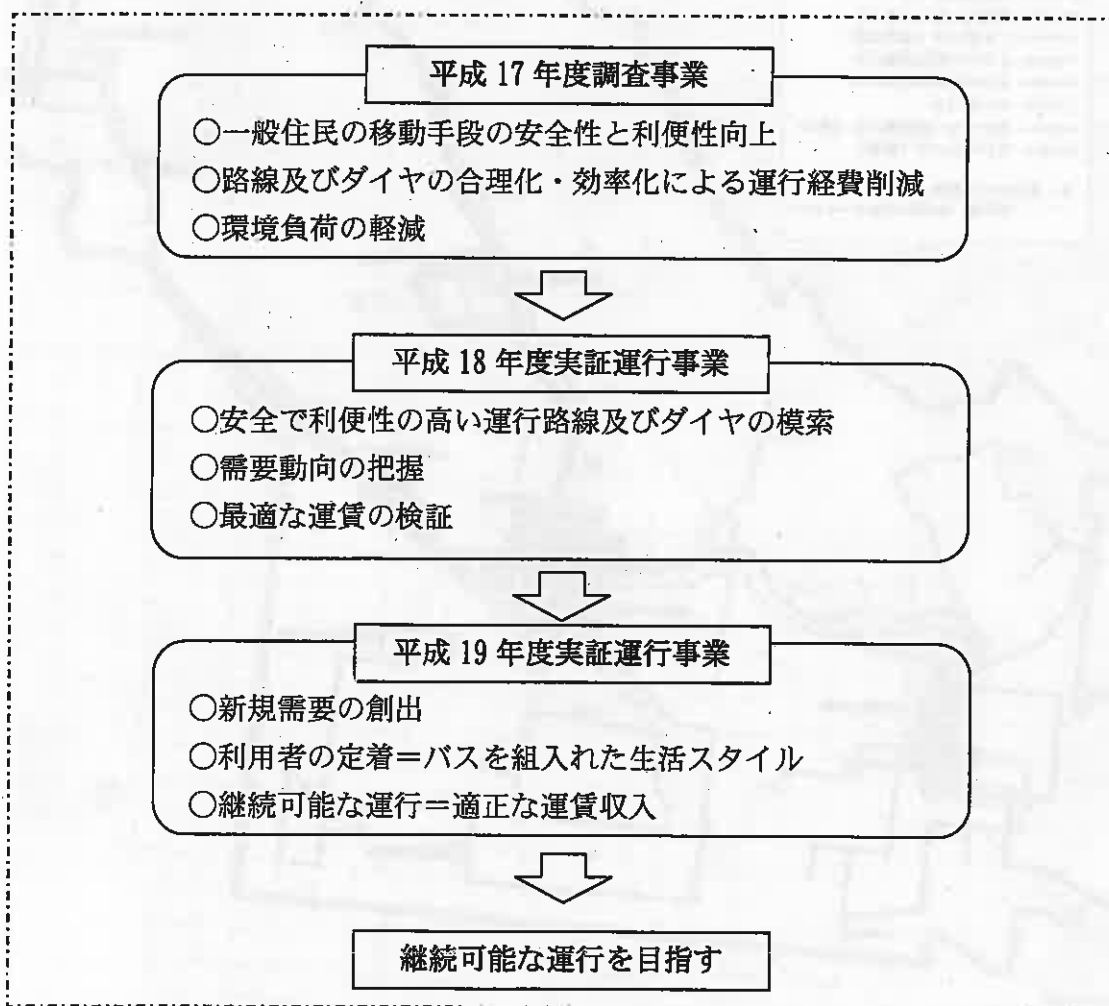 平成 17 年度調査事業
○一般住民の移動手段の安全性と利便性向上
○路線及びダイヤの合理化・効率化による運行経費削減
○環境負荷の軽減
平成 18 年度実証運行事業
○安全で利便性の高い運行路線及びダイヤの模索
○需要動向の把握
○最適な運賃の検証
平成 19 年度実証運行事業
○新規需要の創出
○利用者の定着＝バスを組入れた生活スタイル
○継続可能な運行＝適正な運賃収入
継続可能な運行を目指す